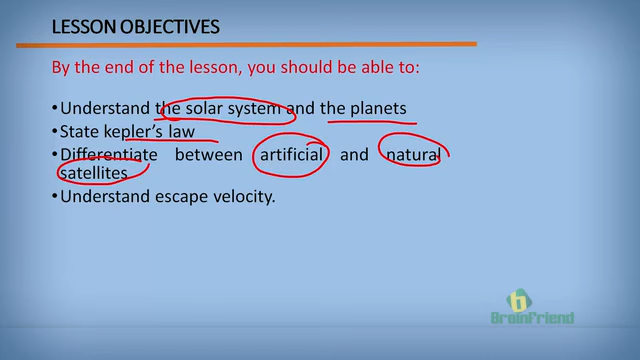 LESSON OBJECTIVES
By the end of the lesson, you should be able to:
•Understand the solar system and the planets
•State kepler's law
•Differentiate between artificial and natural
satellites
•Understand escape velocity.
b
BrainFriend